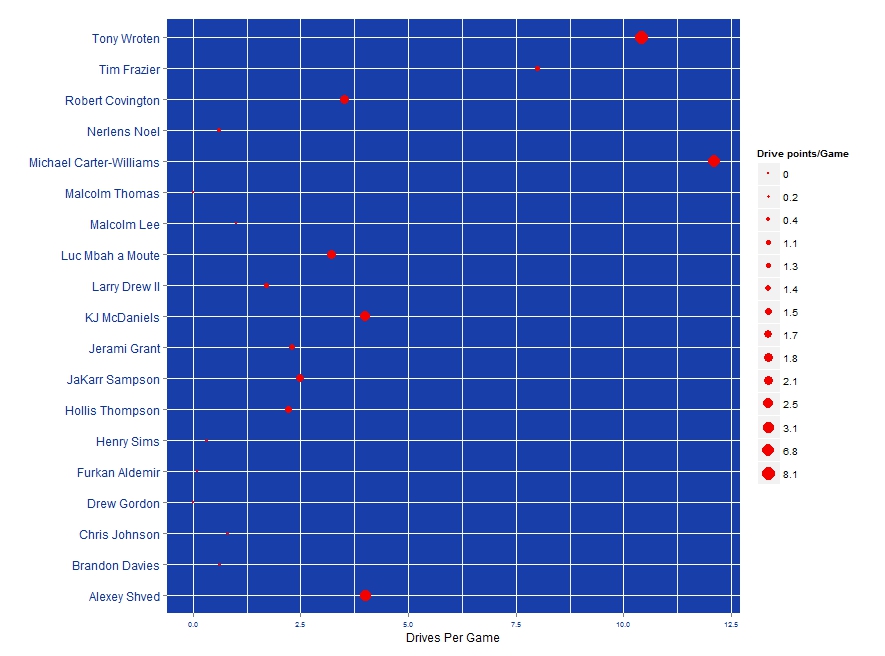 Tony Wroten
Tim Frazier
Robert Covington
Nerlens Noel
Michael Carter-Williams
Malcolm Thomas
Malcolm Lee
Luc Mbah a Moute
Larry Drew II
KJ McDaniels
Jerami Grant
JaKarr Sampson
Hollis Thompson
Henry Sims
Furkan Aldemir
Drew Gordon
Chris Johnson
Brandon Davies
Alexey Shved
0.0 2.5 5.0 7.5 10.0 12.5
Drives Per Game
Drive points/Game
0
0.2
0.4
1.1
1.3
1.4
1.5
1.7
1.8
2.1
2.5
3.1
6.8
8.1